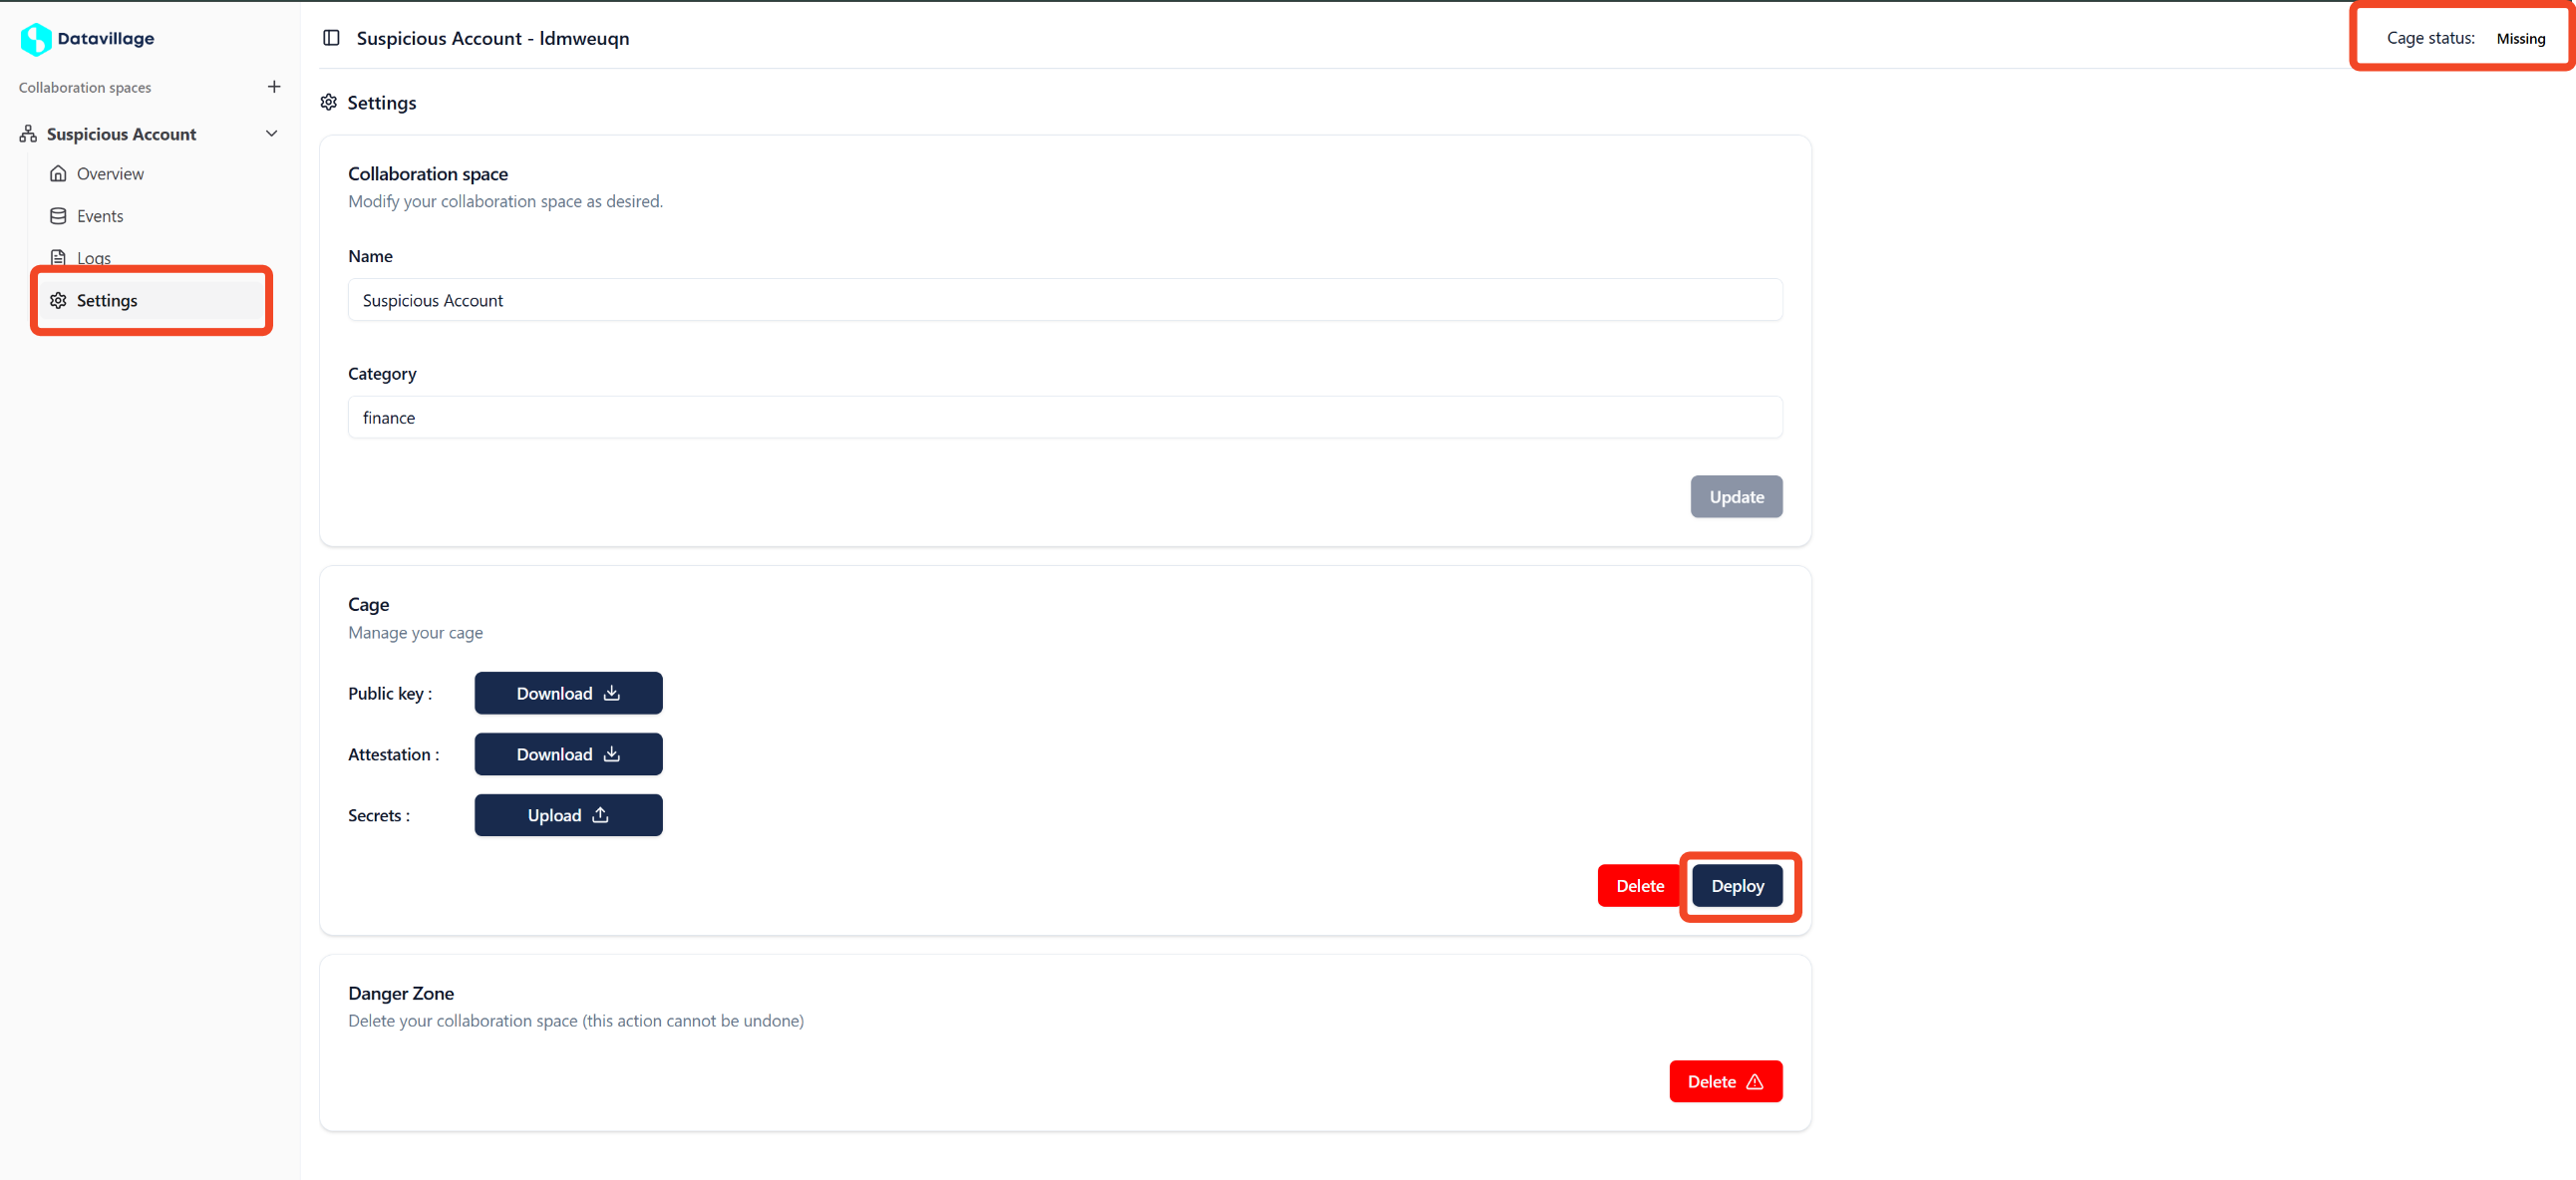 Datavillage
Collaboration spaces
Suspicious Account
Overview
Events
Logs
Settings
Suspicious Account - ldmweuqn
Cage status: Missing
Settings
Collaboration space
Modify your collaboration space as desired.
Name
Suspicious Account
Category
finance
Update
Cage
Manage your cage
Public key : Download
Attestation : Download
Secrets : Upload
Delete Deploy
Danger Zone
Delete your collaboration space (this action cannot be undone)
Delete